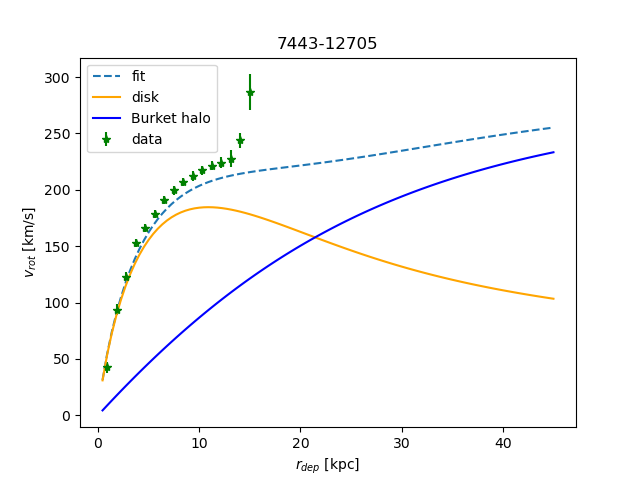 7443-12705
fit
disk
Burket halo
data
300
250
200
150
100
50
0
v_rot [km/s]
0 10 20 30 40
r_dep [kpc]